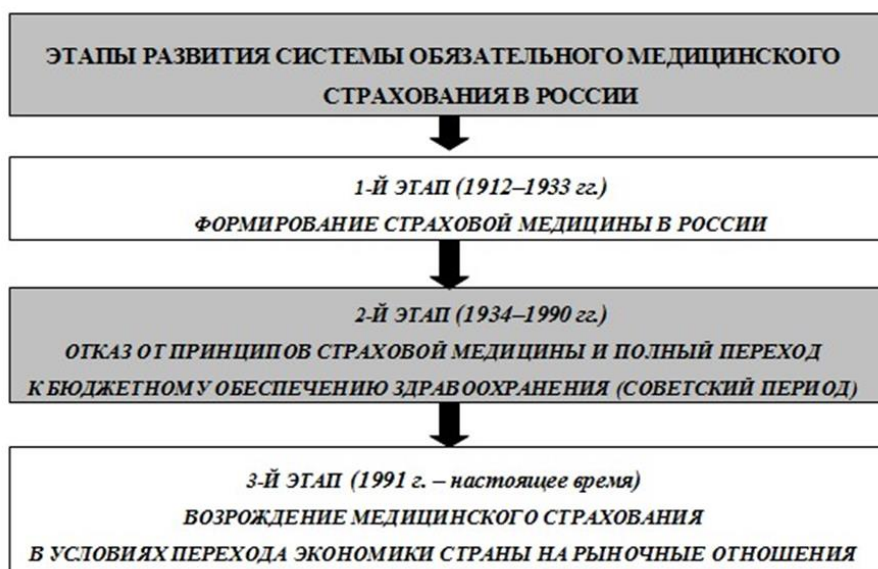 ЭТАПЫ РАЗВИТИЯ СИСТЕМЫ ОБЯЗАТЕЛЬНОГО МЕДИЦИНСКОГО
СТРАХОВАНИЯ В РОССИИ
1-Й ЭТАП (1912–1933 гг.)
ФОРМИРОВАНИЕ СТРАХОВОЙ МЕДИЦИНЫ В РОССИИ
2-Й ЭТАП (1934–1990 гг.)
ОТКАЗ ОТ ПРИНЦИПОВ СТРАХОВОЙ МЕДИЦИНЫ И ПОЛНЫЙ ПЕРЕХОД
К БЮДЖЕТНОМУ ОБЕСПЕЧЕНИЮ ЗДРАВООХРАНЕНИЯ (СОВЕТСКИЙ ПЕРИОД)
3-Й ЭТАП (1991 г. – настоящее время)
ВОЗРОЖДЕНИЕ МЕДИЦИНСКОГО СТРАХОВАНИЯ
В УСЛОВИЯХ ПЕРЕХОДА ЭКОНОМИКИ СТРАНЫ НА РЫНОЧНЫЕ ОТНОШЕНИЯ